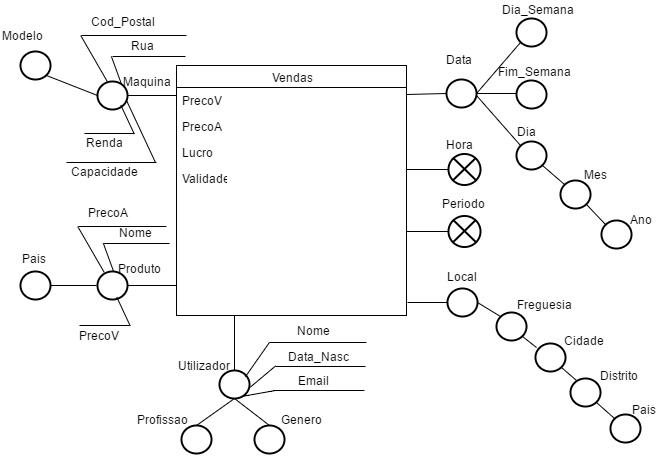 Dia_Semana
Cod_Postal
Modelo
Rua
Data
Fim_Semana
Maquina
Vendas
PrecoV
PrecoA
Dia
Renda
Lucro
Hora
Capacidade
Validade
Mes
Periodo
PrecoA
Nome
Ano
Pais
Produto
Local
Freguesia
PrecoV
Nome
Cidade
Utilizador
Data_Nasc
Email
Distrito
Profissao
Genero
Pais